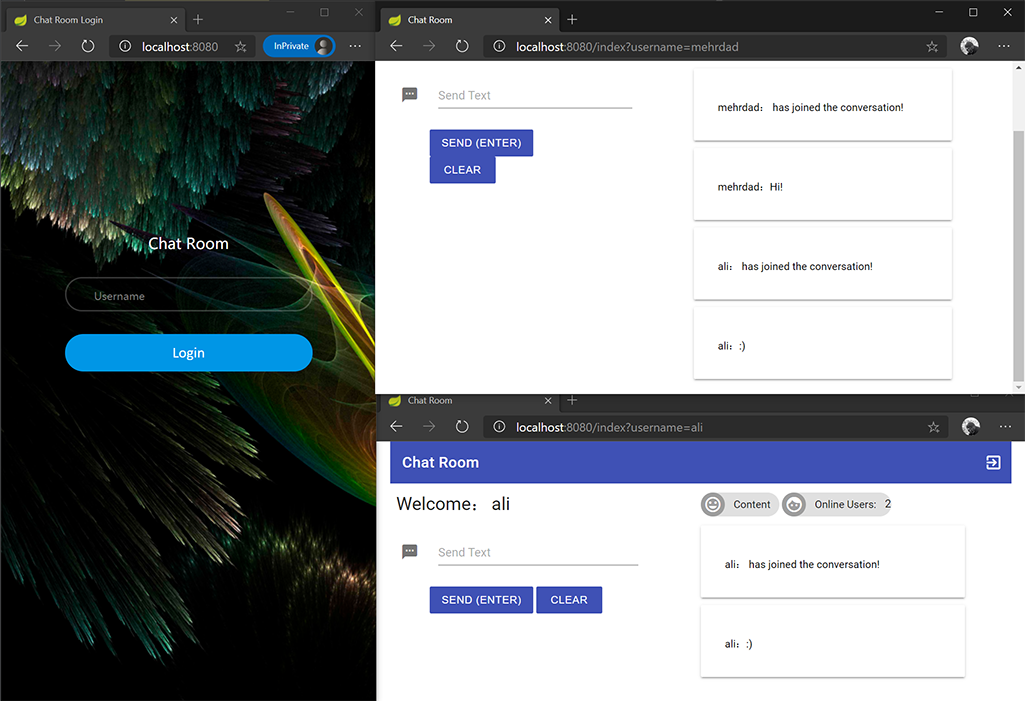 Chat Room Login
localhost:8080
InPrivate
Chat Room
Username
Login
Chat Room
localhost:8080/index?username=mehrdad
Send Text
SEND (ENTER)
CLEAR
mehrdad： has joined the conversation!
mehrdad：Hi!
ali： has joined the conversation!
ali：:)
Chat Room
localhost:8080/index?username=ali
Chat Room
Welcome： ali
Content
Online Users: 2
Send Text
SEND (ENTER) CLEAR
ali： has joined the conversation!
ali：:)